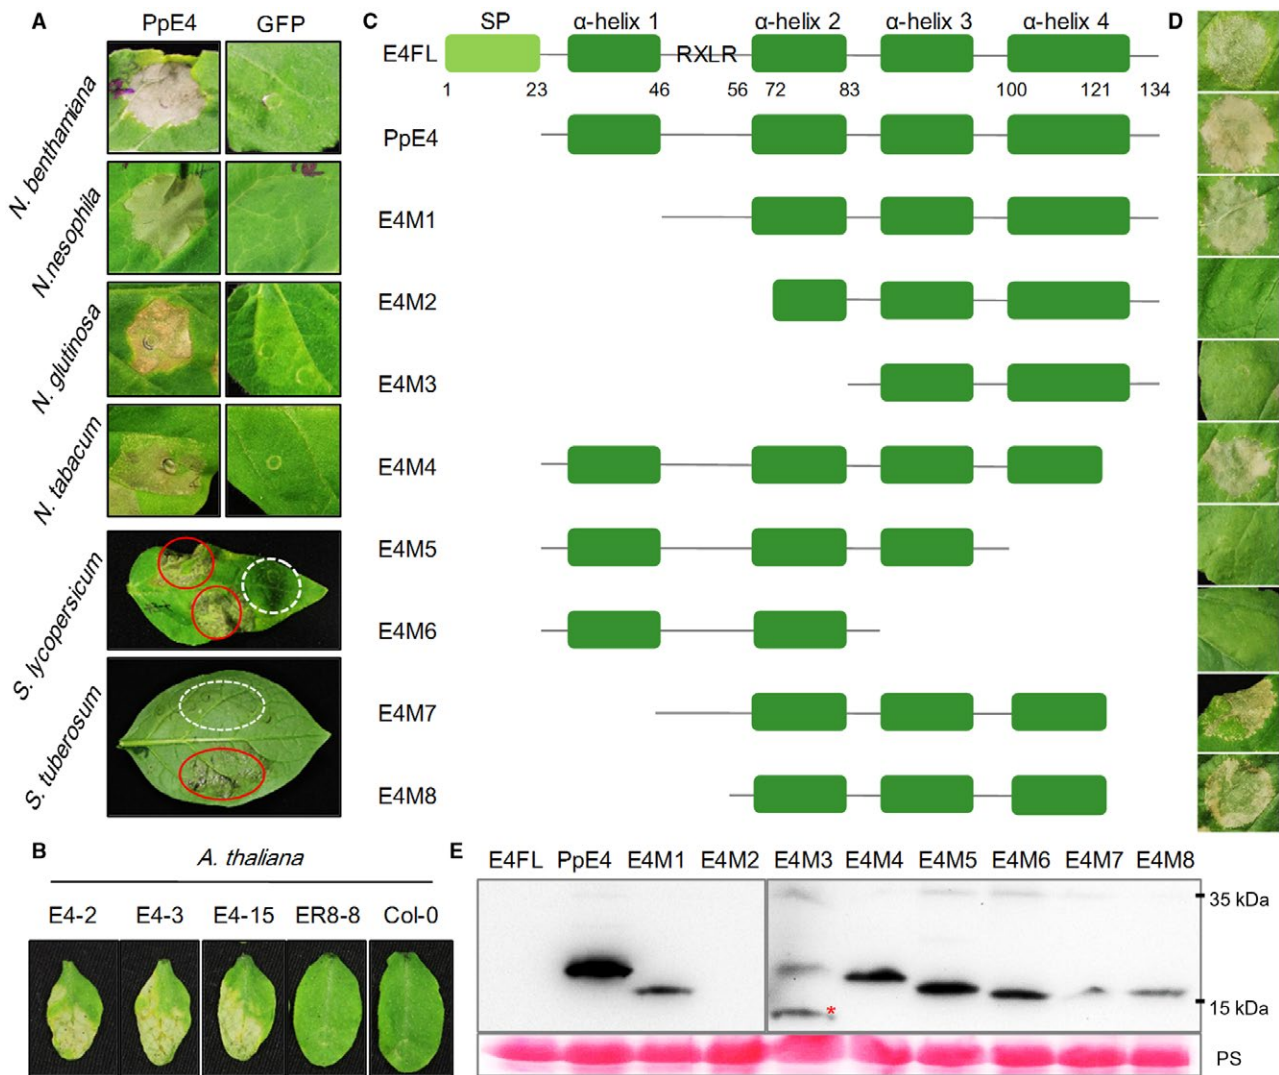 A
PpE4 GFP
N. benthamiana
N.nesophila
N. glutinosa
N. tabacum
S. lycopersicum
S. tuberosum
B
A. thaliana
E4-2 E4-3 E4-15 ER8-8 Col-0
C
SP α-helix 1 α-helix 2 α-helix 3 α-helix 4
E4FL RXLR
1 23 46 56 72 83 100 121 134
PpE4
E4M1
E4M2
E4M3
E4M4
E4M5
E4M6
E4M7
E4M8
D
E
E4FL PpE4 E4M1 E4M2 E4M3 E4M4 E4M5 E4M6 E4M7 E4M8
35 kDa
*
15 kDa
PS